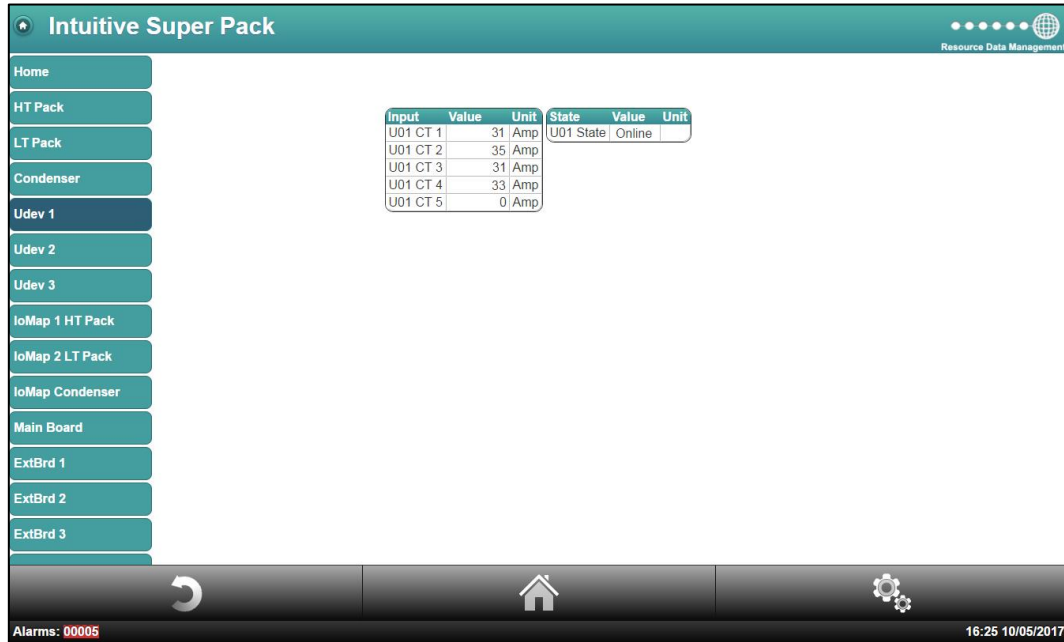 Intuitive Super Pack
Resource Data Management
Home
HT Pack
LT Pack
Condenser
Udev 1
Udev 2
Udev 3
IoMap 1 HT Pack
IoMap 2 LT Pack
IoMap Condenser
Main Board
ExtBrd 1
ExtBrd 2
ExtBrd 3
Input Value Unit
U01 CT 1 31 Amp
U01 CT 2 35 Amp
U01 CT 3 31 Amp
U01 CT 4 33 Amp
U01 CT 5 0 Amp
State Value Unit
U01 State Online
Alarms: 00005
16:25 10/05/2017